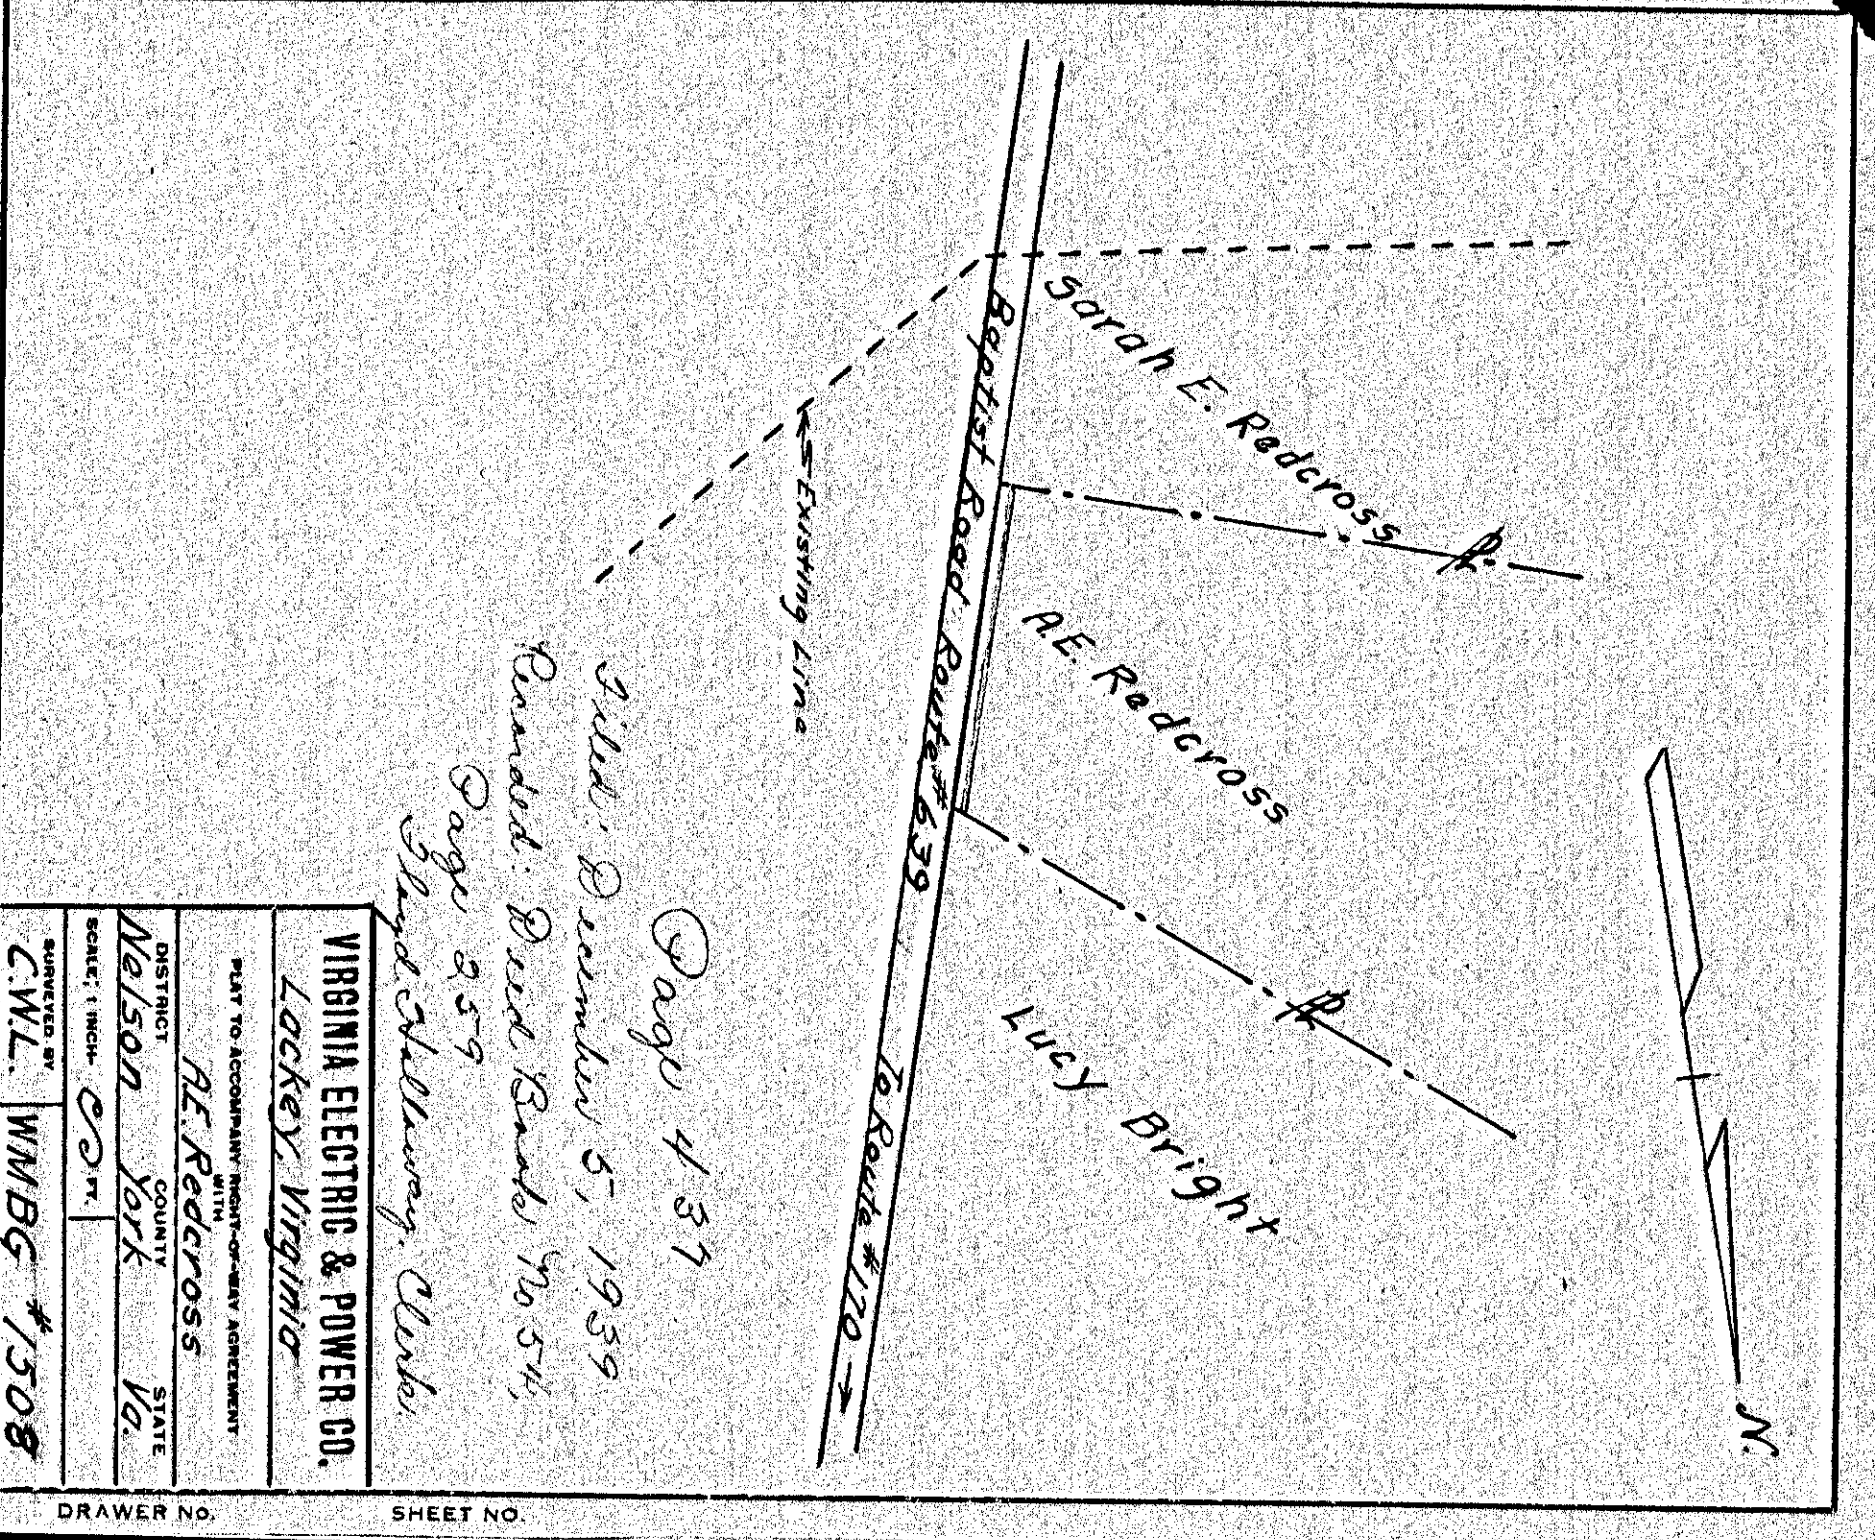 N.
Sarah E. Redcross
A.E. Redcross
Lucy Bright
Baptist Road - Route # 639
To Route # 170 →
Existing Line
Page 437
Filed: December 5, 1939
Recorded: Deed Book No 54,
Page 259
Floyd Holloway, Clerk.
VIRGINIA ELECTRIC & POWER CO.
Lackey, Virginia
PLAT TO ACCOMPANY RIGHT-OF-WAY AGREEMENT
WITH
A.E. Redcross
DISTRICT COUNTY STATE
Nelson York Va.
SCALE: 1 INCH= FT.
SURVEYED BY
C.W.L. WMBG #1508
DRAWER NO. SHEET NO.